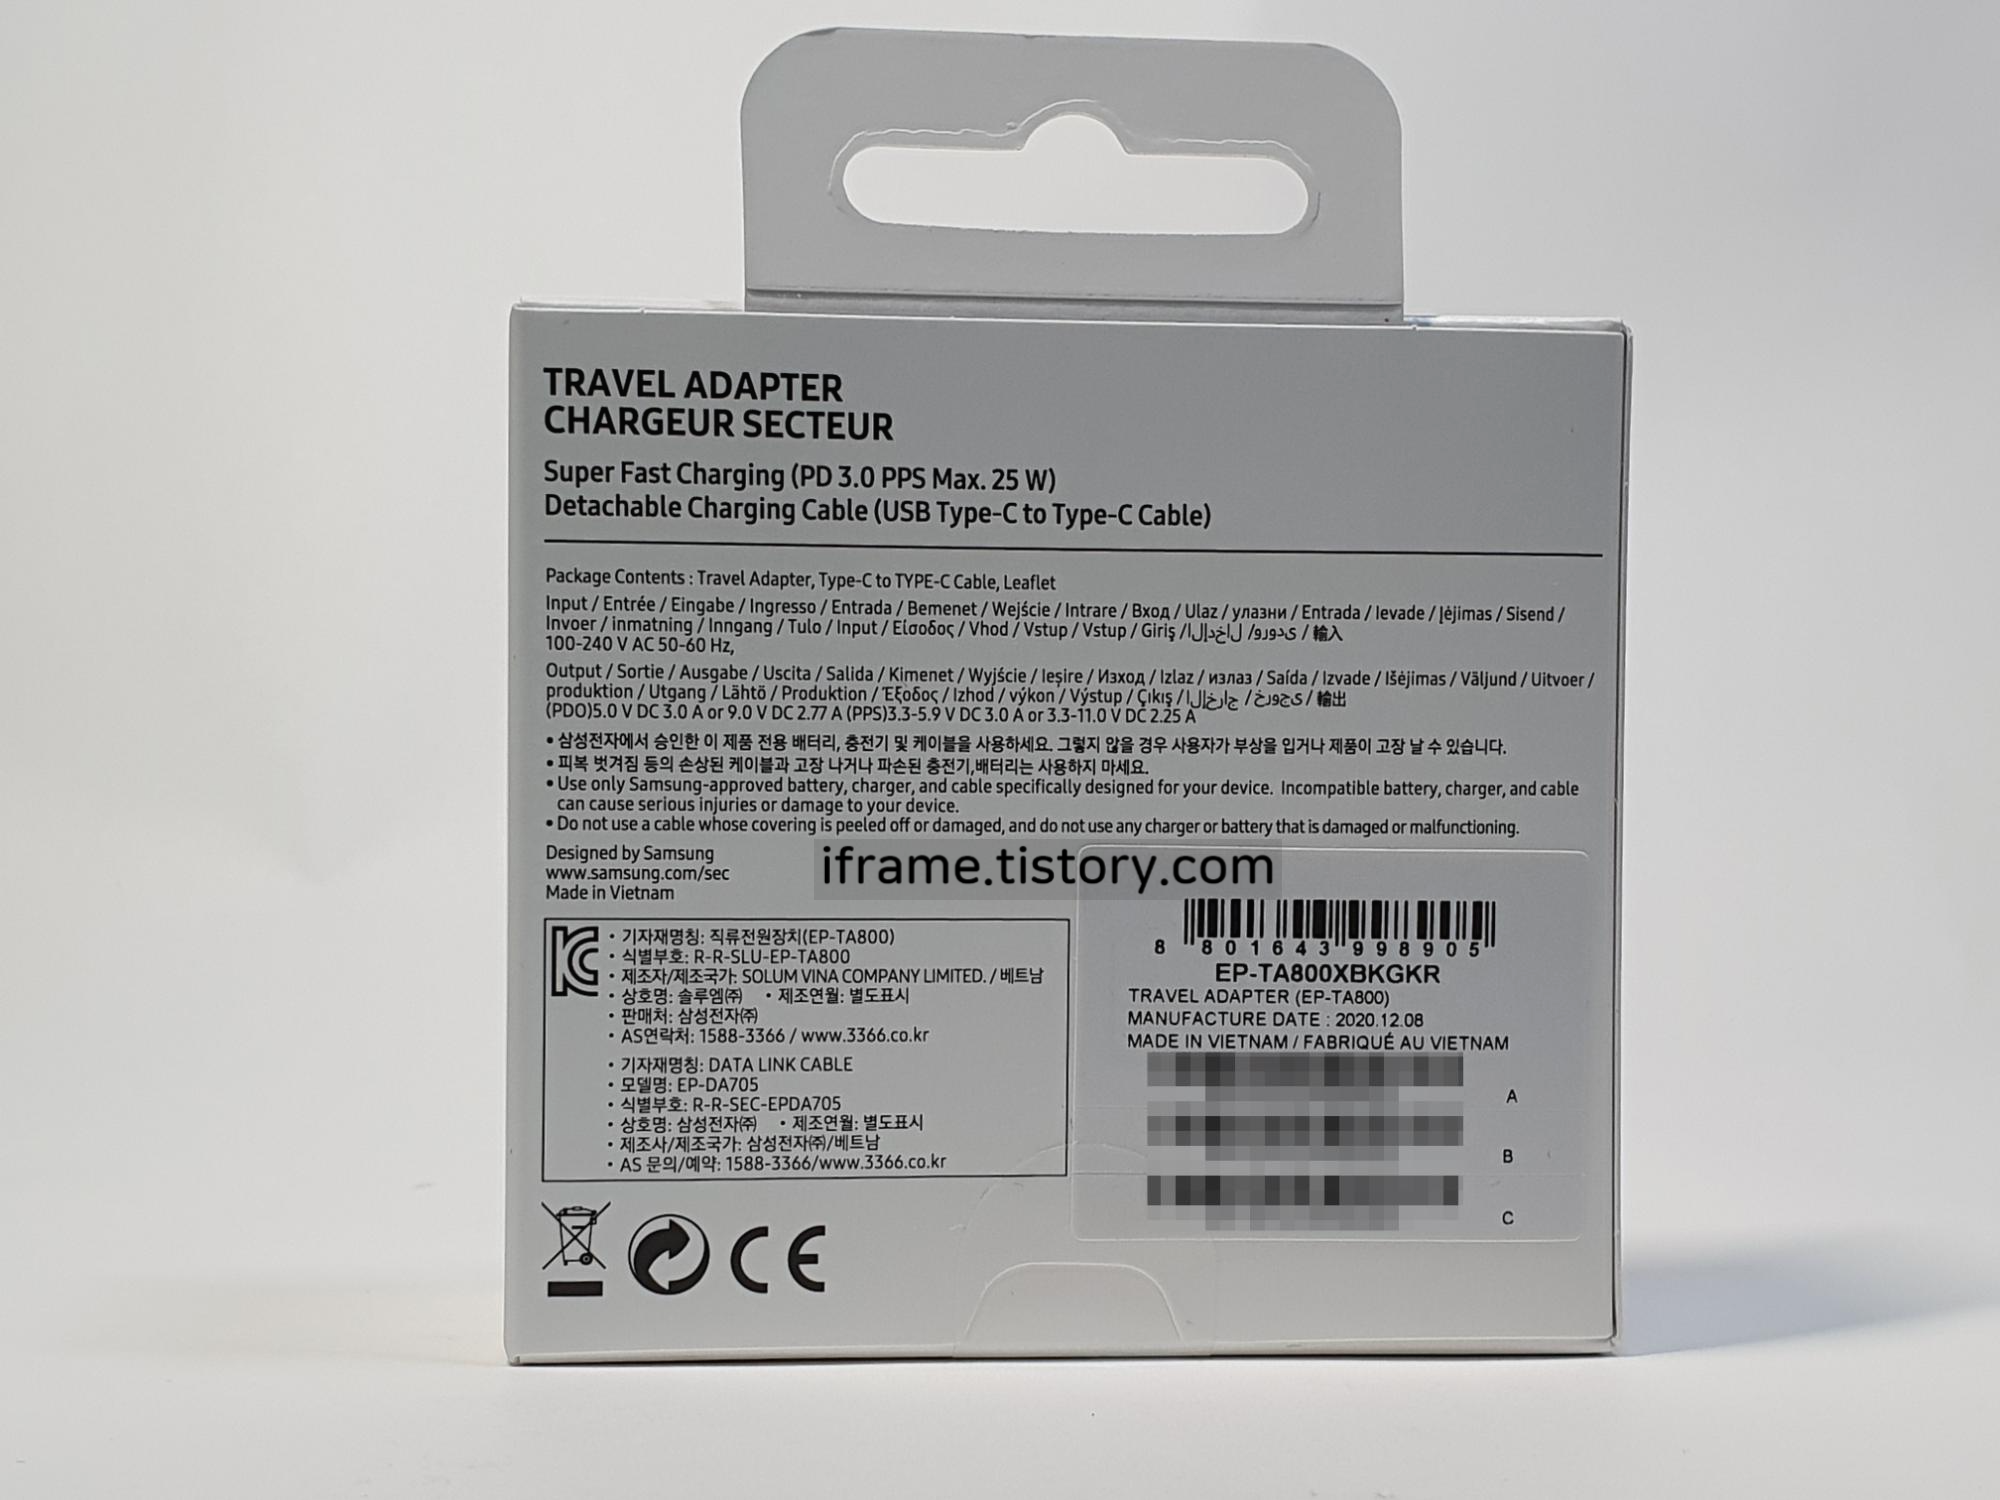 TRAVEL ADAPTER
CHARGEUR SECTEUR
Super Fast Charging (PD 3.0 PPS Max. 25 W)
Detachable Charging Cable (USB Type-C to Type-C Cable)
Package Contents : Travel Adapter, Type-C to TYPE-C Cable, Leaflet
Input / Entrée / Eingabe / Ingresso / Entrada / Bemenet / Wejście / Intrare / Вход / Ulaz / улазни / Entrada / Ievade / Įėjimas / Sisend /
Invoer / inmatning / Inngang / Tulo / Input / Είσοδος / Vhod / Vstup / Vstup / Giriş / الإدخال / ورودی / 輸入
100-240 V AC 50-60 Hz,
Output / Sortie / Ausgabe / Uscita / Salida / Kimenet / Wyjście / Ieșire / Изход / Izlaz / излаз / Saída / Izvade / Išėjimas / Väljund / Uitvoer /
produktion / Utgang / Lähtö / Produktion / Έξοδος / Izhod / výkon / Výstup / Çıkış / الإخراج / خروجی / 輸出
(PDO)5.0 V DC 3.0 A or 9.0 V DC 2.77 A (PPS)3.3-5.9 V DC 3.0 A or 3.3-11.0 V DC 2.25 A
• 삼성전자에서 승인한 이 제품 전용 배터리, 충전기 및 케이블을 사용하세요. 그렇지 않을 경우 사용자가 부상을 입거나 제품이 고장 날 수 있습니다.
• 피복 벗겨짐 등의 손상된 케이블과 고장 나거나 파손된 충전기,배터리는 사용하지 마세요.
• Use only Samsung-approved battery, charger, and cable specifically designed for your device. Incompatible battery, charger, and cable
can cause serious injuries or damage to your device.
• Do not use a cable whose covering is peeled off or damaged, and do not use any charger or battery that is damaged or malfunctioning.
Designed by Samsung
www.samsung.com/sec
Made in Vietnam
iframe.tistory.com
• 기자재명칭: 직류전원장치(EP-TA800)
• 식별부호: R-R-SLU-EP-TA800
• 제조자/제조국가: SOLUM VINA COMPANY LIMITED. / 베트남
• 상호명: 솔루엠㈜ • 제조연월: 별도표시
• 판매처: 삼성전자㈜
• AS연락처: 1588-3366 / www.3366.co.kr
• 기자재명칭: DATA LINK CABLE
• 모델명: EP-DA705
• 식별부호: R-R-SEC-EPDA705
• 상호명: 삼성전자㈜ • 제조연월: 별도표시
• 제조사/제조국가: 삼성전자㈜/베트남
• AS 문의/예약: 1588-3366/www.3366.co.kr
8 801643 998905
EP-TA800XBKGKR
TRAVEL ADAPTER (EP-TA800)
MANUFACTURE DATE : 2020.12.08
MADE IN VIETNAM / FABRIQUÉ AU VIETNAM
A
B
C
CE